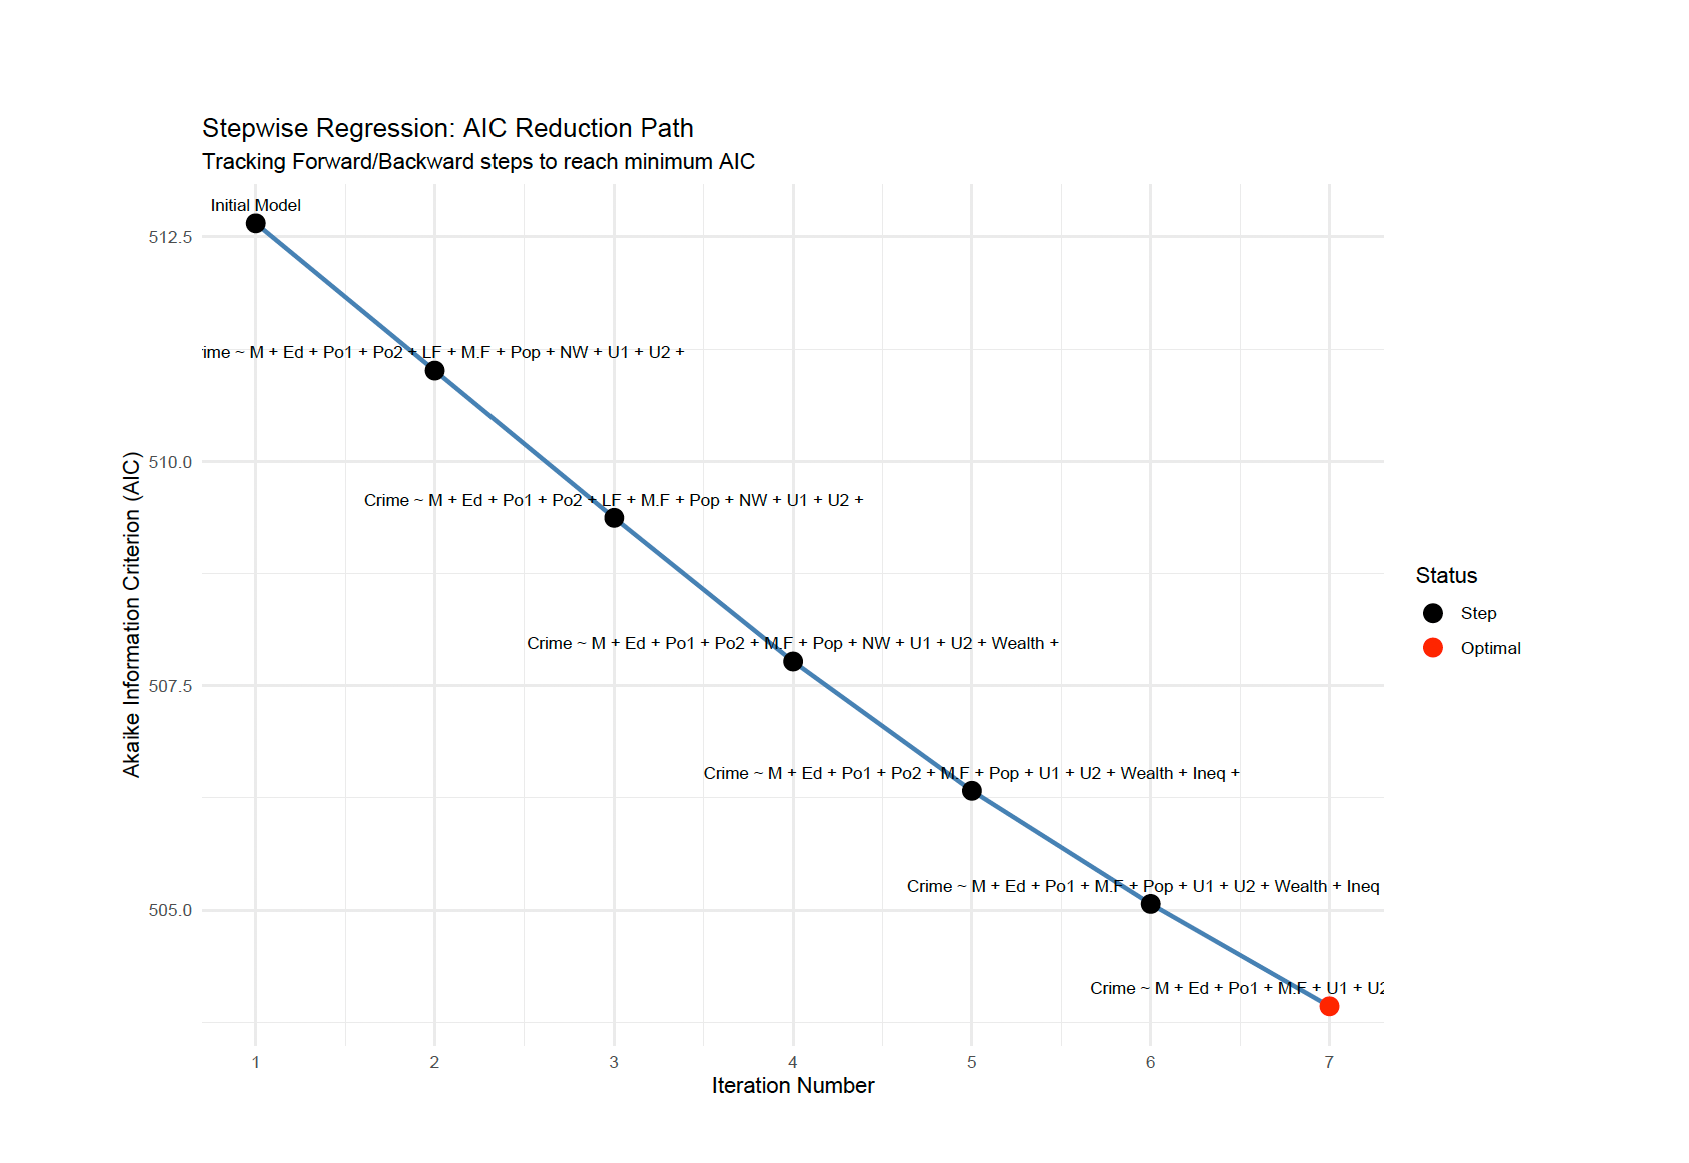 Stepwise Regression: AIC Reduction Path
Tracking Forward/Backward steps to reach minimum AIC
Initial Model
512.5
rime ~ M + Ed + Po1 + Po2 + LF + M.F + Pop + NW + U1 + U2 +
510.0
Crime ~ M + Ed + Po1 + Po2 + LF + M.F + Pop + NW + U1 + U2 +
Crime ~ M + Ed + Po1 + Po2 + M.F + Pop + NW + U1 + U2 + Wealth +
507.5
Crime ~ M + Ed + Po1 + Po2 + M.F + Pop + U1 + U2 + Wealth + Ineq +
Crime ~ M + Ed + Po1 + M.F + Pop + U1 + U2 + Wealth + Ineq
505.0
Crime ~ M + Ed + Po1 + M.F + U1 + U2
Akaike Information Criterion (AIC)
1 2 3 4 5 6 7
Iteration Number
Status
Step
Optimal